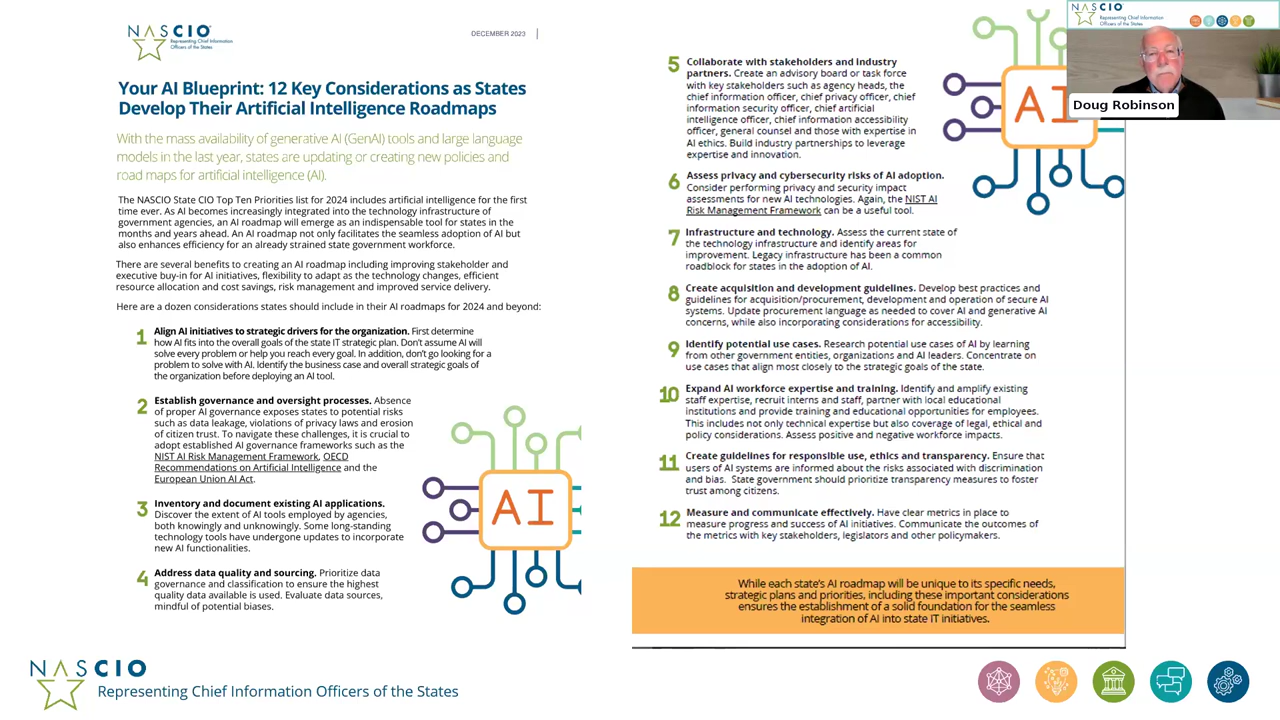 NASCIO
Representing Chief Information
Officers of the States
DECEMBER 2023
Your AI Blueprint: 12 Key Considerations as States
Develop Their Artificial Intelligence Roadmaps
With the mass availability of generative AI (GenAI) tools and large language
models in the last year, states are updating or creating new policies and
road maps for artificial intelligence (AI).
The NASCIO State CIO Top Ten Priorities list for 2024 includes artificial intelligence for the first
time ever. As AI becomes increasingly integrated into the technology infrastructure of
government agencies, an AI roadmap will emerge as an indispensable tool for states in the
months and years ahead. An AI roadmap not only facilitates the seamless adoption of AI but
also enhances efficiency for an already strained state government workforce.
There are several benefits to creating an AI roadmap including improving stakeholder and
executive buy-in for AI initiatives, flexibility to adapt as the technology changes, efficient
resource allocation and cost savings, risk management and improved service delivery.
Here are a dozen considerations states should include in their AI roadmaps for 2024 and beyond:
1 Align AI initiatives to strategic drivers for the organization. First determine
how AI fits into the overall goals of the state IT strategic plan. Don't assume AI will
solve every problem or help you reach every goal. In addition, don't go looking for a
problem to solve with AI. Identify the business case and overall strategic goals of
the organization before deploying an AI tool.
2 Establish governance and oversight processes. Absence
of proper AI governance exposes states to potential risks
such as data leakage, violations of privacy laws and erosion
of citizen trust. To navigate these challenges, it is crucial to
adopt established AI governance frameworks such as the
NIST AI Risk Management Framework, OECD
Recommendations on Artificial Intelligence and the
European Union AI Act.
3 Inventory and document existing AI applications.
Discover the extent of AI tools employed by agencies,
both knowingly and unknowingly. Some long-standing
technology tools have undergone updates to incorporate
new AI functionalities.
4 Address data quality and sourcing. Prioritize data
governance and classification to ensure the highest
quality data available is used. Evaluate data sources,
mindful of potential biases.
AI
5 Collaborate with stakeholders and industry
partners. Create an advisory board or task force
with key stakeholders such as agency heads, the
chief information officer, chief privacy officer, chief
information security officer, chief artificial
intelligence officer, chief information accessibility
officer, general counsel and those with expertise in
AI ethics. Build industry partnerships to leverage
expertise and innovation.
6 Assess privacy and cybersecurity risks of AI adoption.
Consider performing privacy and security impact
assessments for new AI technologies. Again, the NIST AI
Risk Management Framework can be a useful tool.
7 Infrastructure and technology. Assess the current state of
the technology infrastructure and identify areas for
improvement. Legacy infrastructure has been a common
roadblock for states in the adoption of AI.
8 Create acquisition and development guidelines. Develop best practices and
guidelines for acquisition/procurement, development and operation of secure AI
systems. Update procurement language as needed to cover AI and generative AI
concerns, while also incorporating considerations for accessibility.
9 Identify potential use cases. Research potential use cases of AI by learning
from other government entities, organizations and AI leaders. Concentrate on
use cases that align most closely to the strategic goals of the state.
10 Expand AI workforce expertise and training. Identify and amplify existing
staff expertise, recruit interns and staff, partner with local educational
institutions and provide training and educational opportunities for employees.
This includes not only technical expertise but also coverage of legal, ethical and
policy considerations. Assess positive and negative workforce impacts.
11 Create guidelines for responsible use, ethics and transparency. Ensure that
users of AI systems are informed about the risks associated with discrimination
and bias. State government should prioritize transparency measures to foster
trust among citizens.
12 Measure and communicate effectively. Have clear metrics in place to
measure progress and success of AI initiatives. Communicate the outcomes of
the metrics with key stakeholders, legislators and other policymakers.
While each state's AI roadmap will be unique to its specific needs,
strategic plans and priorities, including these important considerations
ensures the establishment of a solid foundation for the seamless
integration of AI into state IT initiatives.
AI
NASCIO
Representing Chief Information
Officers of the States
Doug Robinson
NASCIO
Representing Chief Information Officers of the States